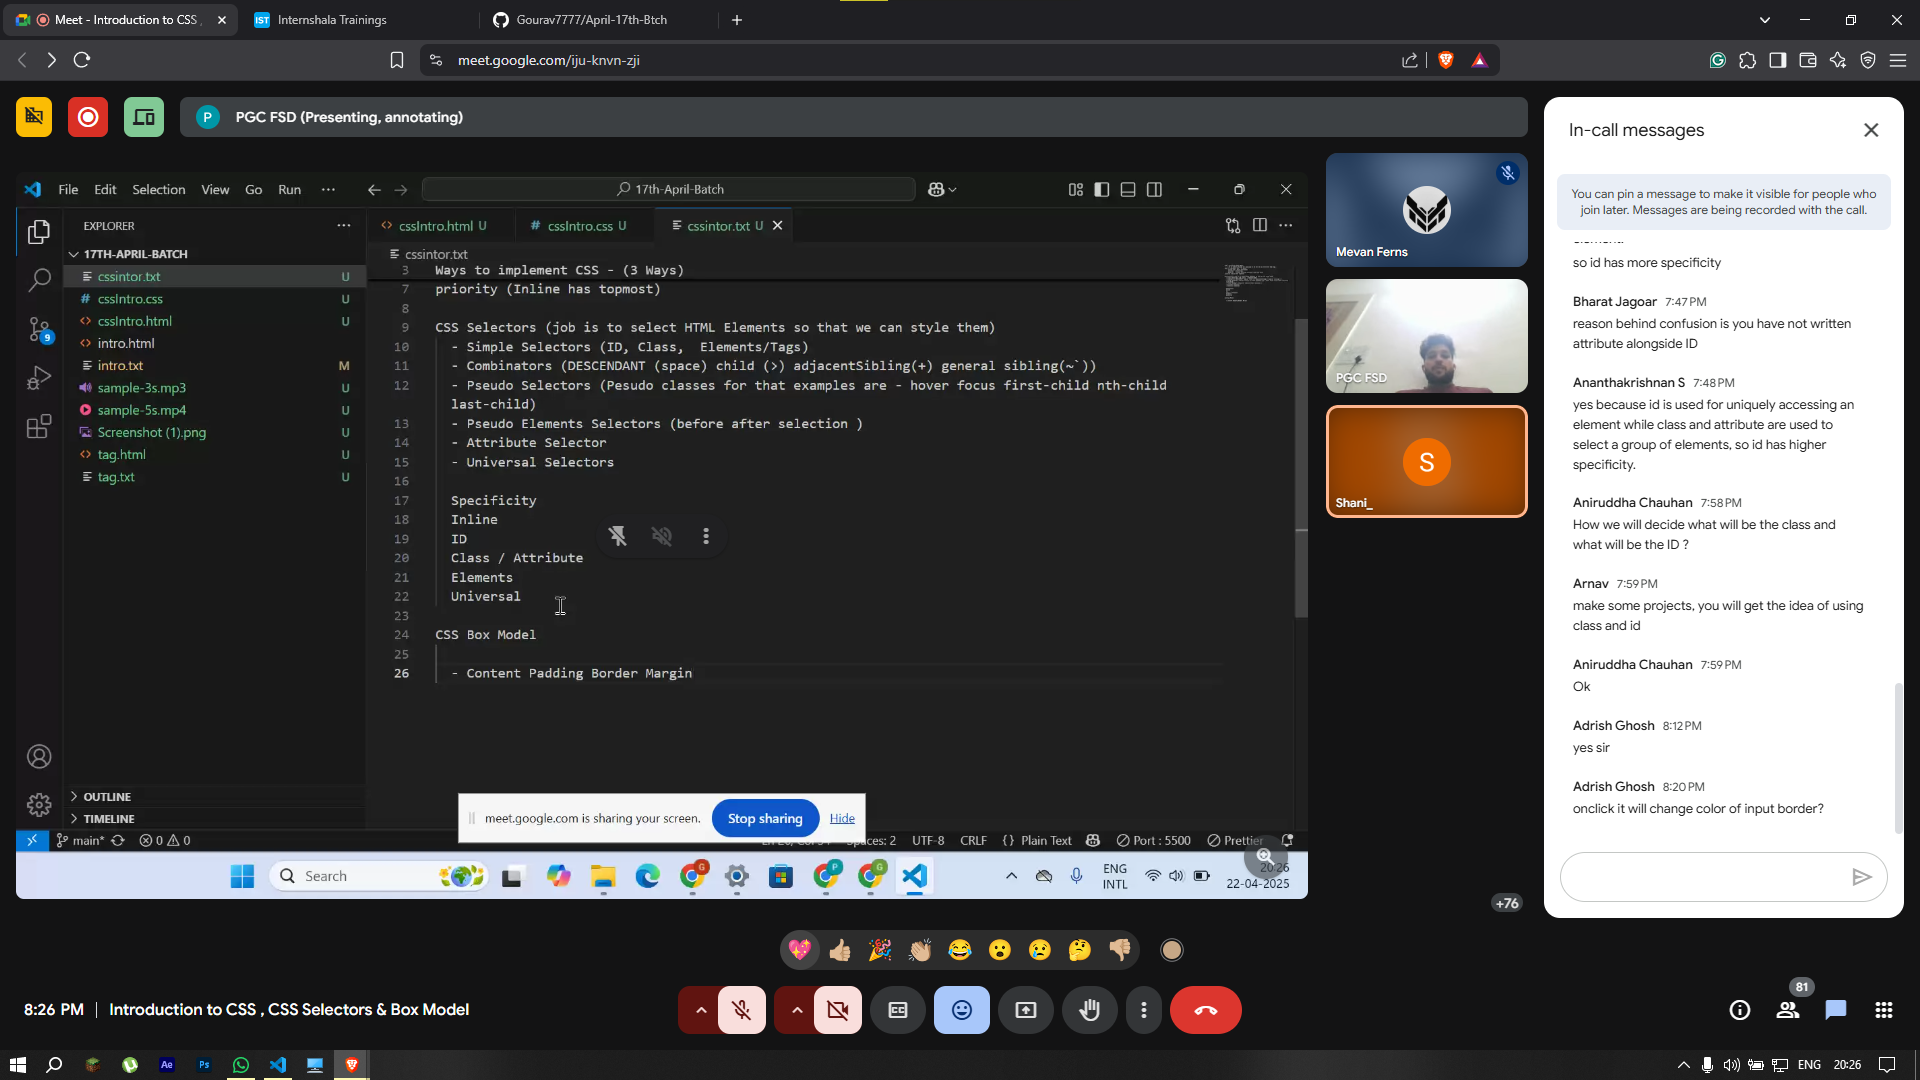 Meet - Introduction to CSS
Internshala Trainings
Gourav7777/April-17th-Btch
meet.google.com/iju-knvn-zji
P
PGC FSD (Presenting, annotating)
File Edit Selection View Go Run
17th-April-Batch
EXPLORER
17TH-APRIL-BATCH
cssintor.txt U
cssIntro.css U
cssIntro.html U
intro.html
intro.txt M
sample-3s.mp3 U
sample-5s.mp4 U
Screenshot (1).png U
tag.html U
tag.txt U
OUTLINE
TIMELINE
9
cssIntro.html U
cssIntro.css U
cssintor.txt U
cssintor.txt
3 Ways to implement CSS - (3 Ways)
7 priority (Inline has topmost)
8
9 CSS Selectors (job is to select HTML Elements so that we can style them)
10 - Simple Selectors (ID, Class, Elements/Tags)
11 - Combinators (DESCENDANT (space) child (>) adjacentSibling(+) general sibling(~`))
12 - Pseudo Selectors (Pesudo classes for that examples are - hover focus first-child nth-child
last-child)
13 - Pseudo Elements Selectors (before after selection )
14 - Attribute Selector
15 - Universal Selectors
16
17 Specificity
18 Inline
19 ID
20 Class / Attribute
21 Elements
22 Universal
23
24 CSS Box Model
25
26 - Content Padding Border Margin
meet.google.com is sharing your screen.
Stop sharing
Hide
main*
0 0
Spaces: 2
UTF-8
CRLF
Plain Text
Port : 5500
Prettier
Search
ENG
INTL
20:26
22-04-2025
Mevan Ferns
PGC FSD
S
Shani_
+76
In-call messages
You can pin a message to make it visible for people who
join later. Messages are being recorded with the call.
so id has more specificity
Bharat Jagoar 7:47 PM
reason behind confusion is you have not written
attribute alongside ID
Ananthakrishnan S 7:48 PM
yes because id is used for uniquely accessing an
element while class and attribute are used to
select a group of elements, so id has higher
specificity.
Aniruddha Chauhan 7:58 PM
How we will decide what will be the class and
what will be the ID ?
Arnav 7:59 PM
make some projects, you will get the idea of using
class and id
Aniruddha Chauhan 7:59 PM
Ok
Adrish Ghosh 8:12 PM
yes sir
Adrish Ghosh 8:20 PM
onclick it will change color of input border?
8:26 PM
Introduction to CSS , CSS Selectors & Box Model
81
Ae
Ps
ENG
20:26